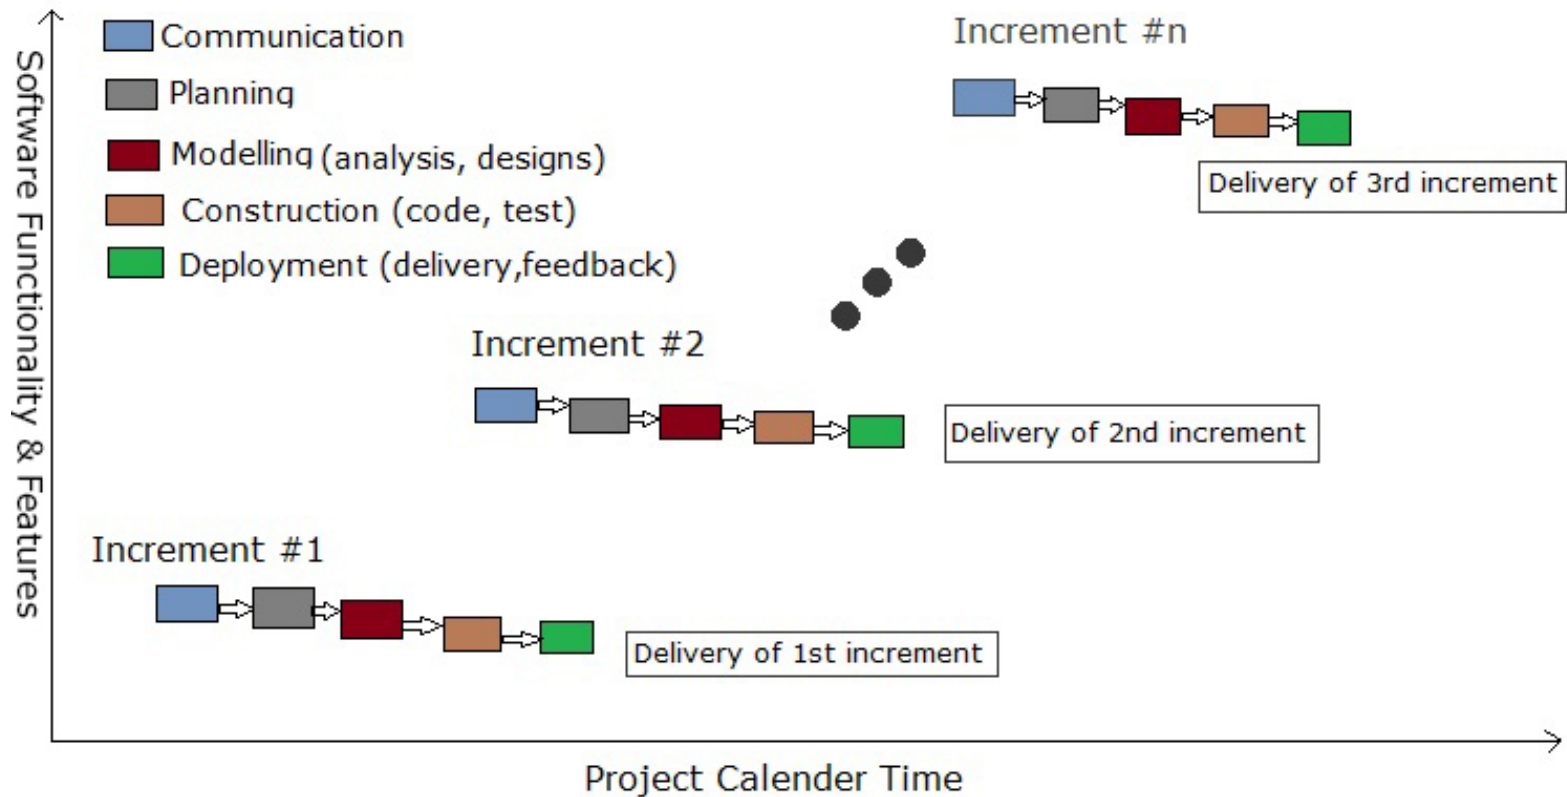 Software Functionality & Features
Communication
Planning
Modelling (analysis, designs)
Construction (code, test)
Deployment (delivery,feedback)
Increment #n
Delivery of 3rd increment
Increment #2
Delivery of 2nd increment
Increment #1
Delivery of 1st increment
Project Calender Time